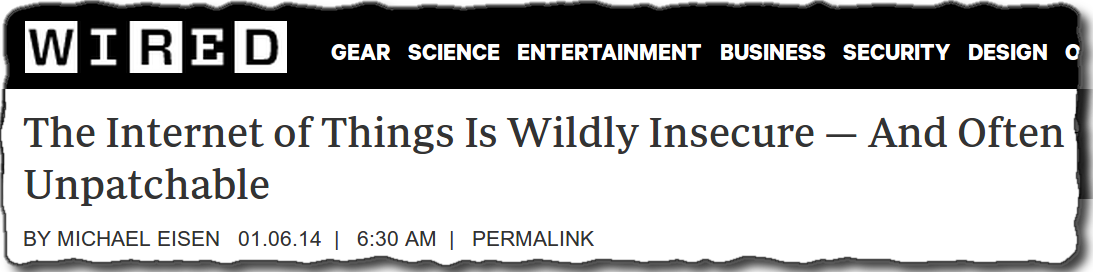 WIRED GEAR SCIENCE ENTERTAINMENT BUSINESS SECURITY DESIGN
The Internet of Things Is Wildly Insecure — And Often
Unpatchable
BY MICHAEL EISEN 01.06.14 | 6:30 AM | PERMALINK